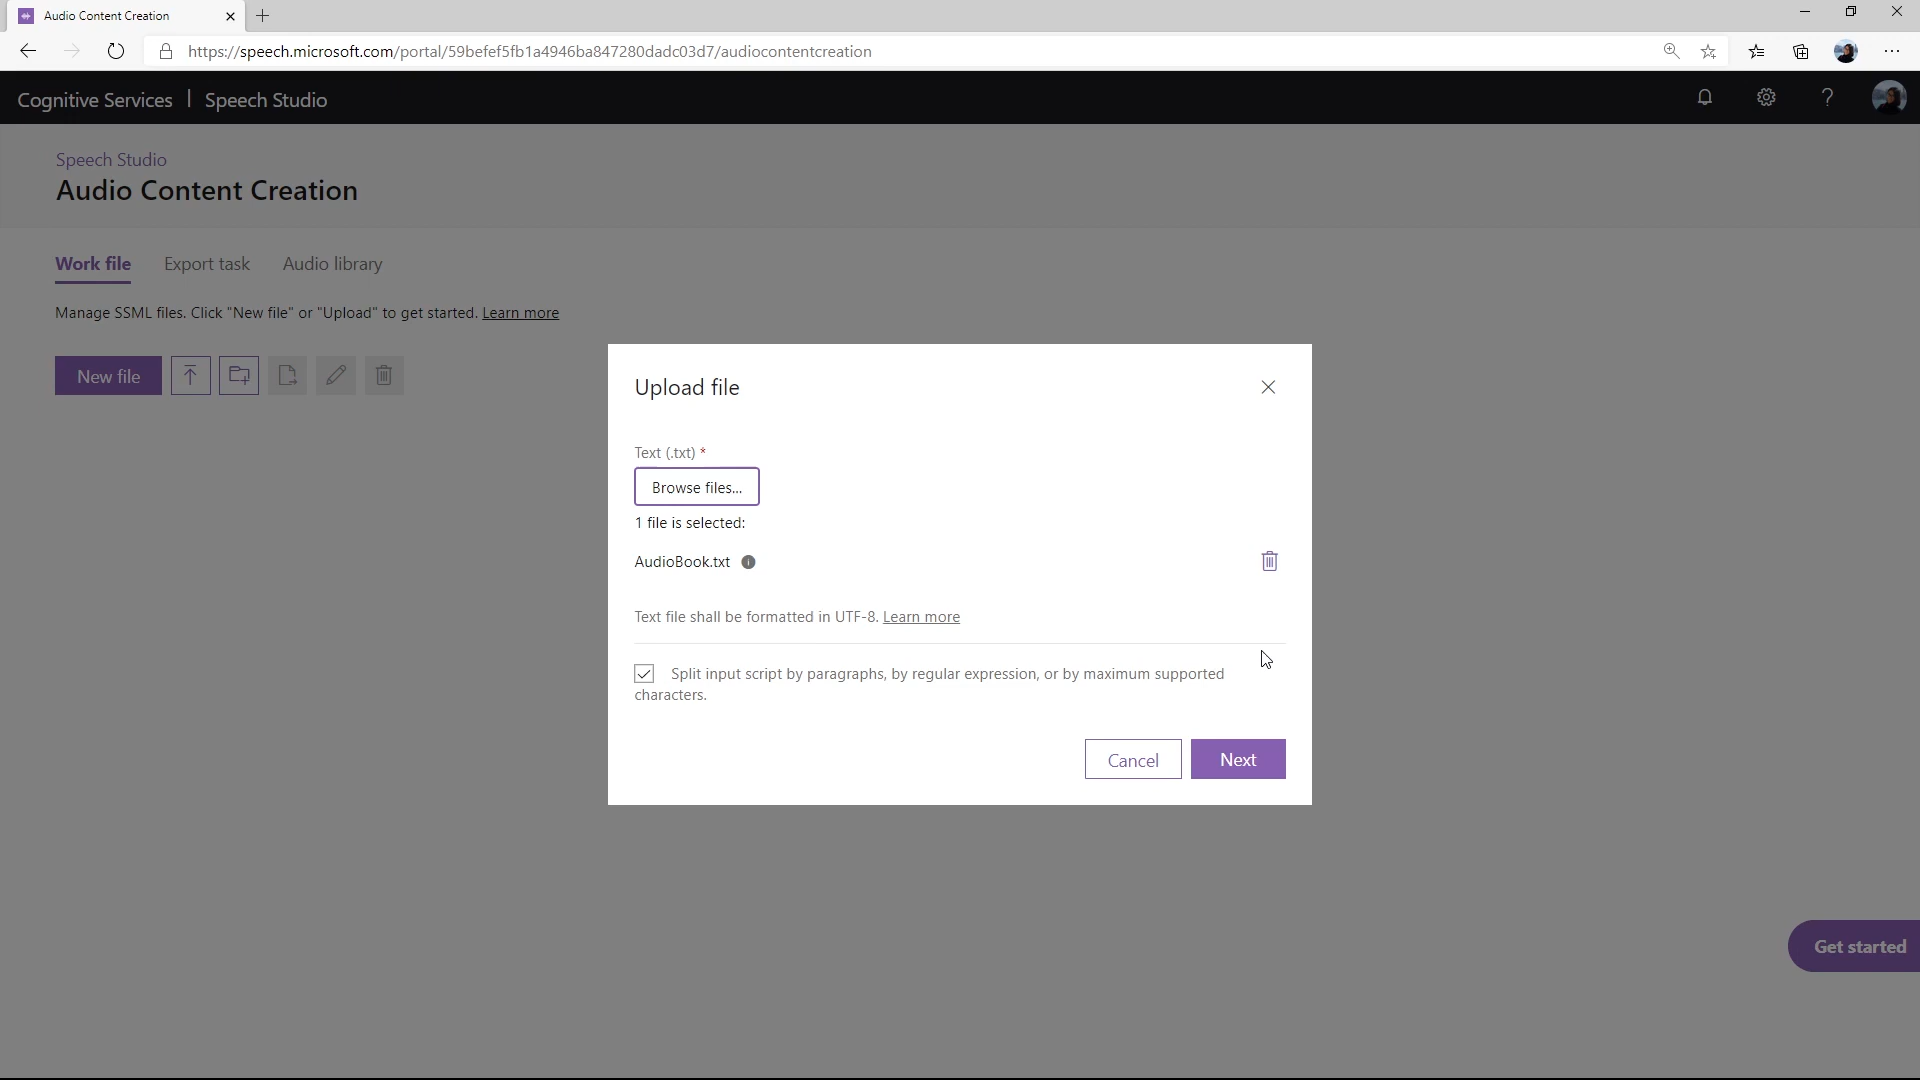 Audio Content Creation
https://speech.microsoft.com/portal/59befef5fb1a4946ba847280dadc03d7/audiocontentcreation
Cognitive Services | Speech Studio
Speech Studio
Audio Content Creation
Work file Export task Audio library
Manage SSML files. Click "New file" or "Upload" to get started. Learn more
New file
Upload file
Text (.txt) *
Browse files...
1 file is selected:
AudioBook.txt
Text file shall be formatted in UTF-8. Learn more
Split input script by paragraphs, by regular expression, or by maximum supported
characters.
Cancel Next
Get started